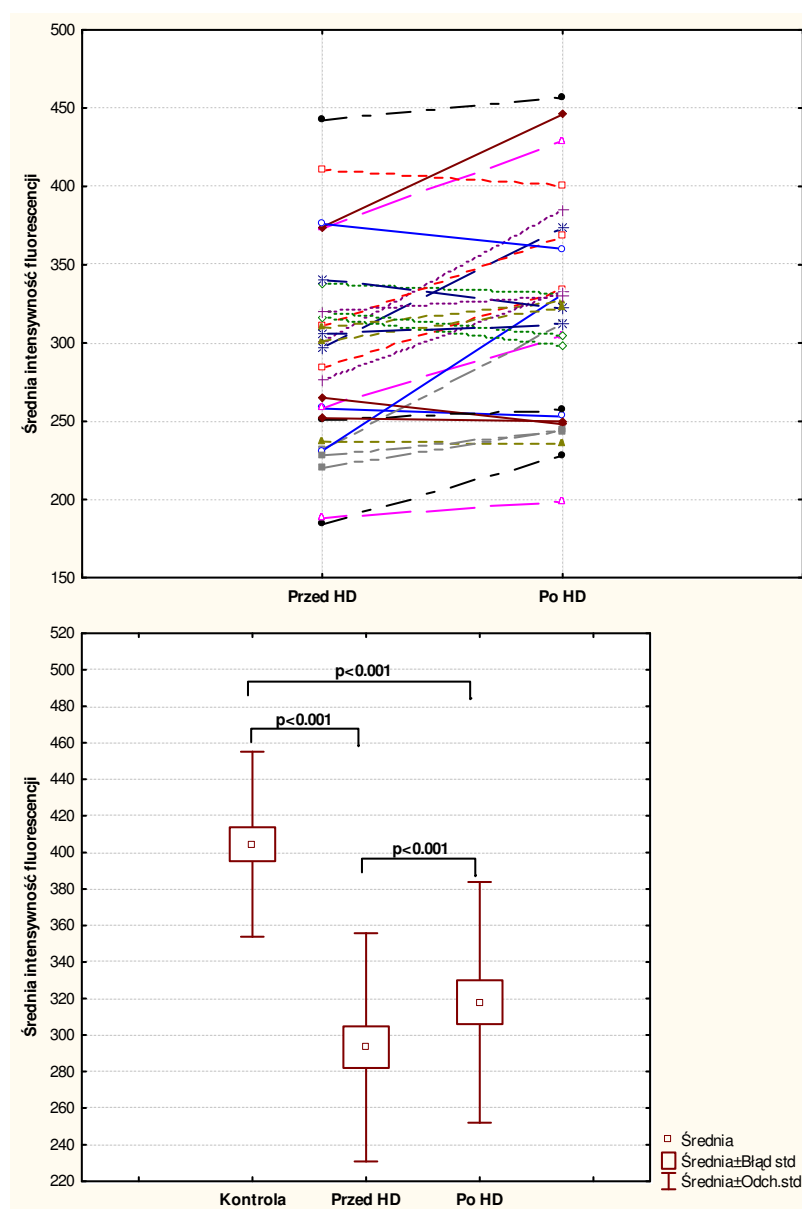 500
450
400
350
300
250
200
150
Średnia intensywność fluorescencji
Przed HD Po HD
520
500
480
460
440
420
400
380
360
340
320
300
280
260
240
220
Średnia intensywność fluorescencji
p<0.001
p<0.001
p<0.001
Kontrola Przed HD Po HD
Średnia
Średnia±Błąd std
Średnia±Odch.std